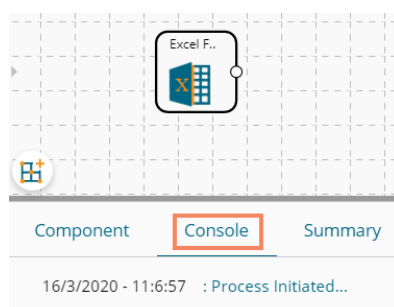 Excel F..
X
Component Console Summary
16/3/2020 - 11:6:57 : Process Initiated...